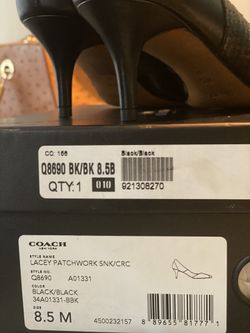 CO: 166
Black/Black
Q8690 BK/BK 8.5B
QTY:1
010
921308270
COACH
NEW YORK
STYLE NAME
LACEY PATCHWORK SNK/CRC
STYLE NO
Q8690 A01331
COLOR
BLACK/BLACK
34A01331-BBK
SIZE
8.5 M
4500232157
8 89655 81777 1